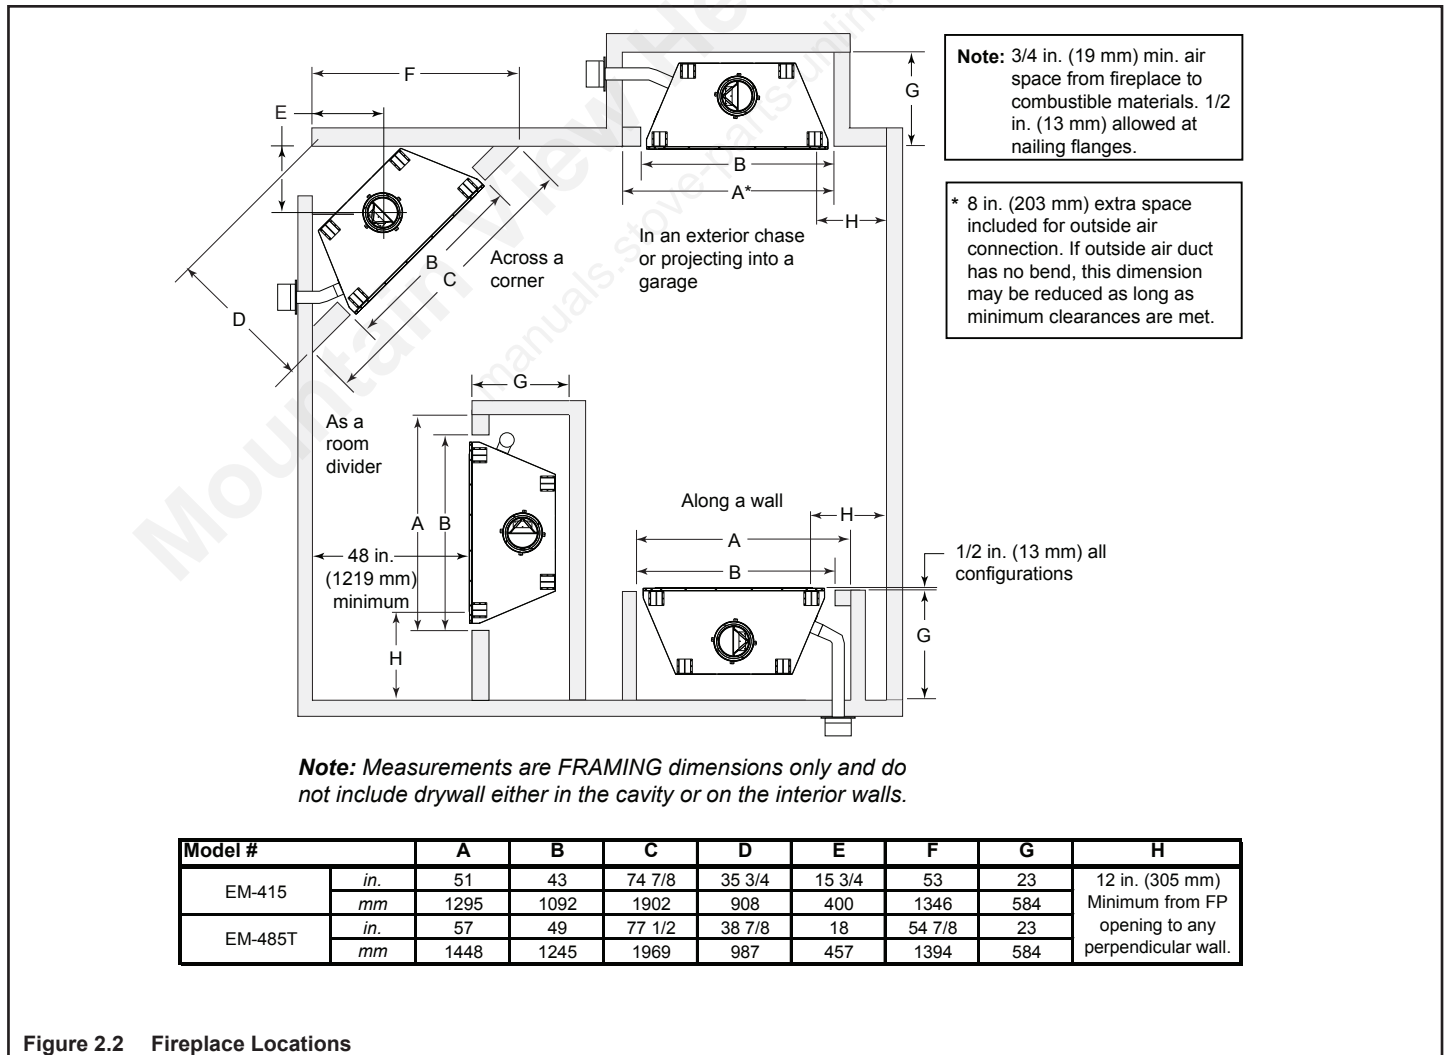 F
E
G
B
A*
H
Note: 3/4 in. (19 mm) min. air
space from fireplace to
combustible materials. 1/2
in. (13 mm) allowed at
nailing flanges.
* 8 in. (203 mm) extra space
included for outside air
connection. If outside air duct
has no bend, this dimension
may be reduced as long as
minimum clearances are met.
In an exterior chase
or projecting into a
garage
Across a
corner
B
C
D
G
As a
room
divider
A
B
48 in.
(1219 mm)
minimum
H
Along a wall
H
A
B
1/2 in. (13 mm) all
configurations
G
Note: Measurements are FRAMING dimensions only and do
not include drywall either in the cavity or on the interior walls.
Model # A B C D E F G H
EM-415 in. 51 43 74 7/8 35 3/4 15 3/4 53 23 12 in. (305 mm)
mm 1295 1092 1902 908 400 1346 584 Minimum from FP
EM-485T in. 57 49 77 1/2 38 7/8 18 54 7/8 23 opening to any
mm 1448 1245 1969 987 457 1394 584 perpendicular wall.
Figure 2.2 Fireplace Locations
Mountain View He
manuals.stove-parts-unlim